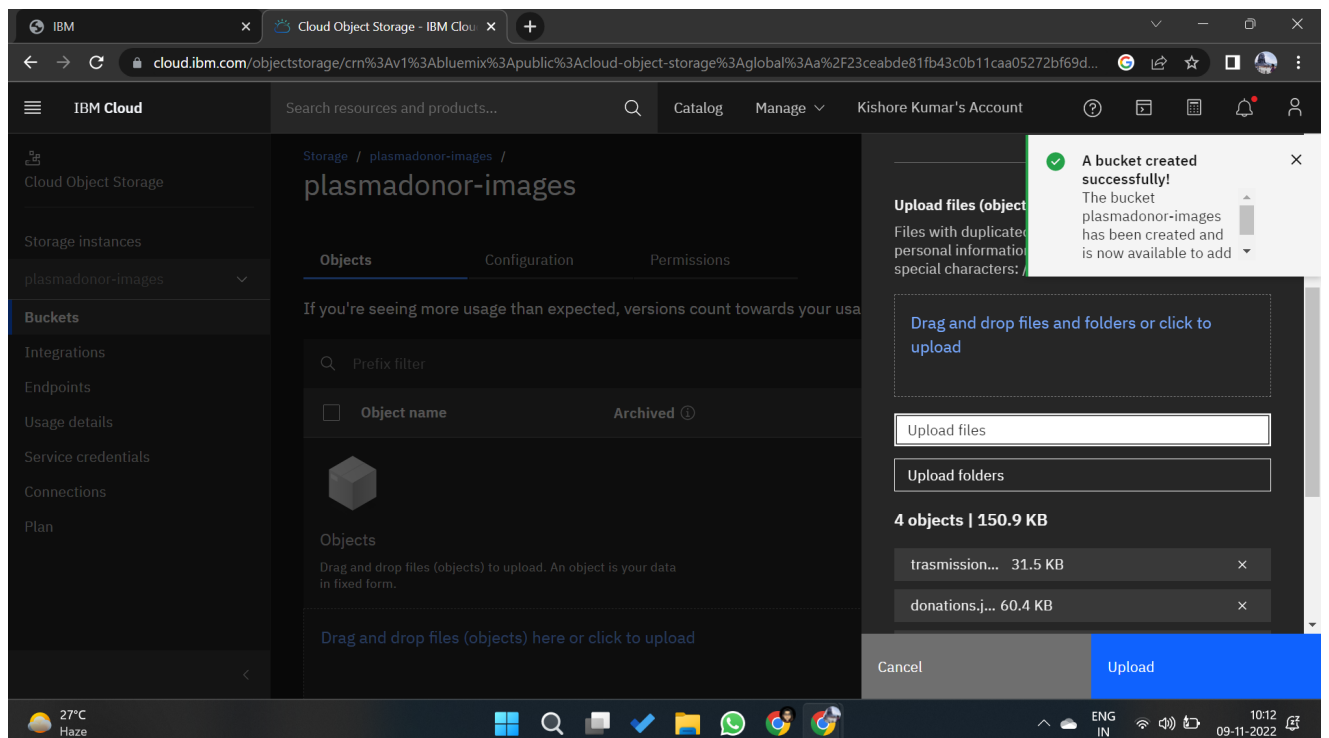 IBM
Cloud Object Storage - IBM Clou
cloud.ibm.com/objectstorage/crn%3Av1%3Abluemix%3Apublic%3Acloud-object-storage%3Aglobal%3Aa%2F23ceabde81fb43c0b11caa05272bf69d...
IBM Cloud
Search resources and products...
Catalog
Manage
Kishore Kumar's Account
Cloud Object Storage
Storage instances
plasmadonor-images
Buckets
Integrations
Endpoints
Usage details
Service credentials
Connections
Plan
Storage / plasmadonor-images /
plasmadonor-images
Objects
Configuration
Permissions
If you're seeing more usage than expected, versions count towards your usa
Prefix filter
Object name
Archived
Objects
Drag and drop files (objects) to upload. An object is your data
in fixed form.
Drag and drop files (objects) here or click to upload
A bucket created
successfully!
The bucket
plasmadonor-images
has been created and
is now available to add
Upload files (object
Files with duplicated
personal information
special characters: /
Drag and drop files and folders or click to
upload
Upload files
Upload folders
4 objects | 150.9 KB
trasmission... 31.5 KB
donations.j... 60.4 KB
Cancel
Upload
27°C
Haze
ENG
IN
10:12
09-11-2022